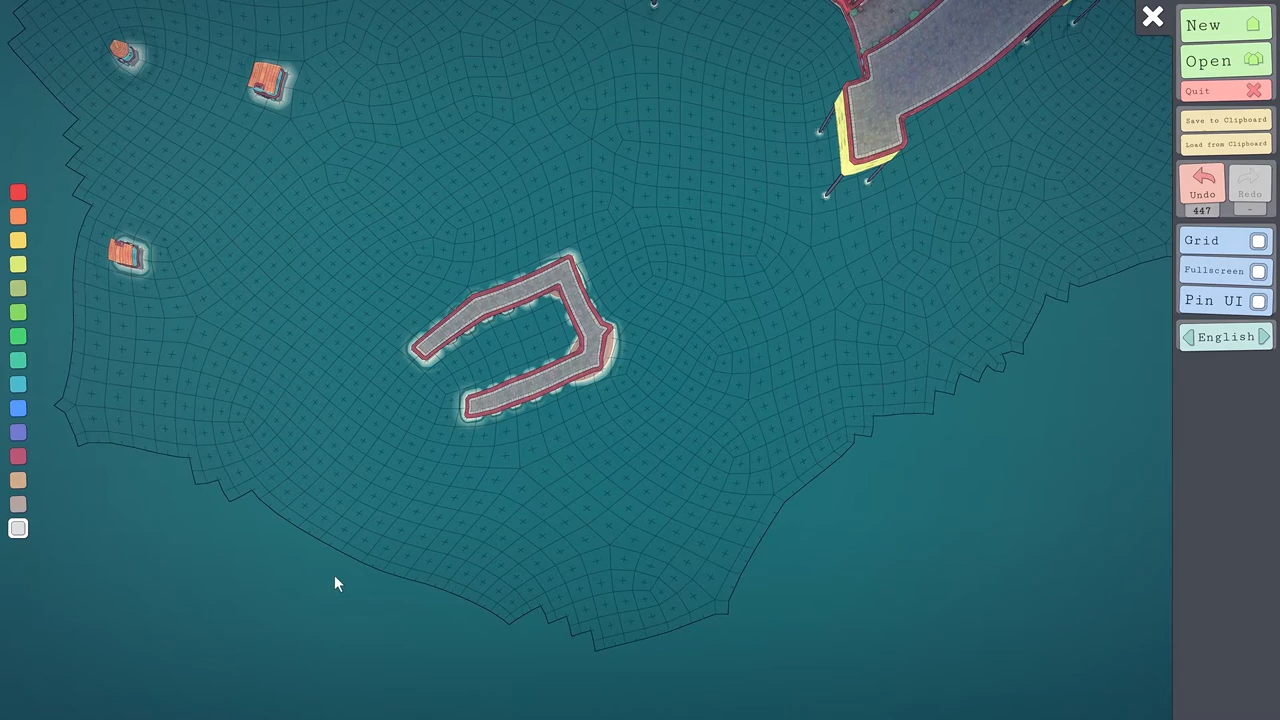 New
Open
Quit
Save to Clipboard
Load from Clipboard
Undo
Redo
447
-
Grid
Fullscreen
Pin UI
English